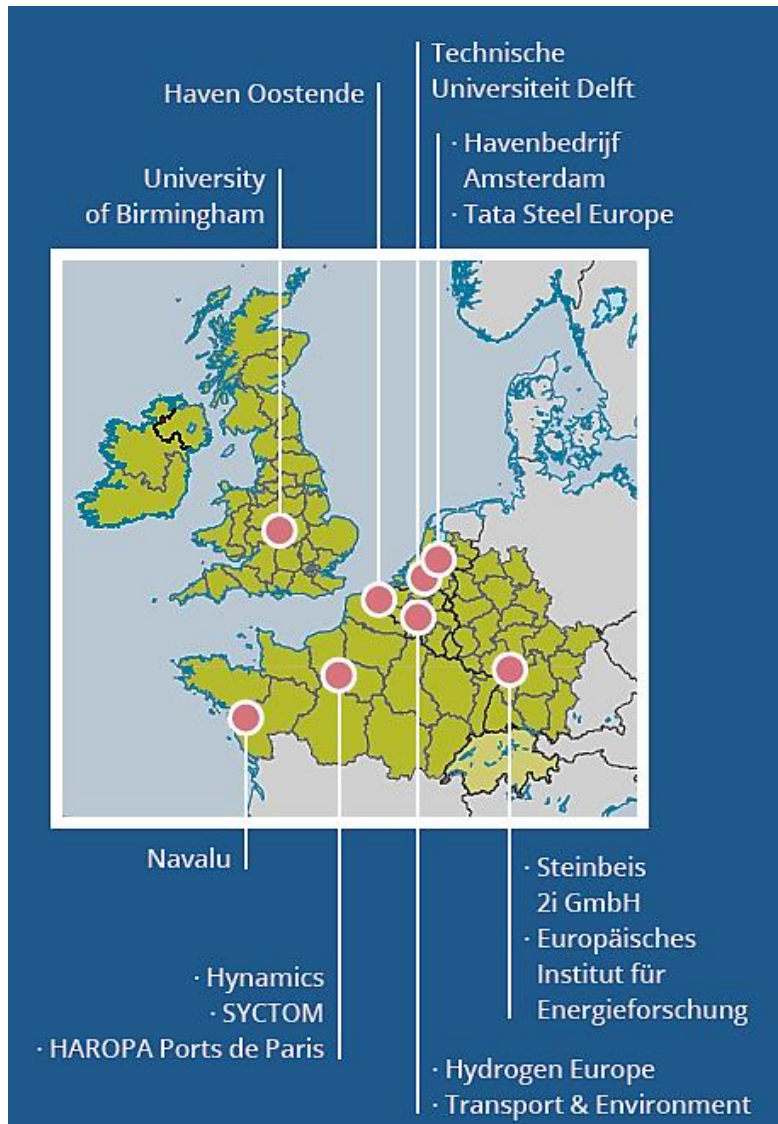 Technische
Universiteit Delft
Haven Oostende
· Havenbedrijf
Amsterdam
· Tata Steel Europe
University
of Birmingham
Navalu
· Steinbeis
2i GmbH
· Europäisches
Institut für
Energieforschung
· Hynamics
· SYCTOM
· HAROPA Ports de Paris
· Hydrogen Europe
· Transport & Environment